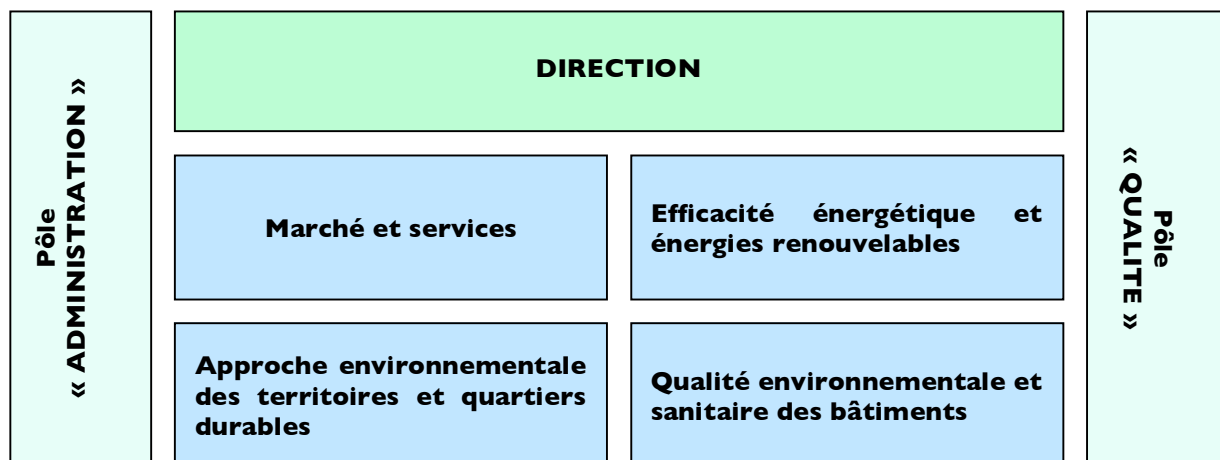 Pôle
« ADMINISTRATION »
DIRECTION
Marché et services
Efficacité énergétique et
énergies renouvelables
Approche environnementale
des territoires et quartiers
durables
Qualité environnementale et
sanitaire des bâtiments
Pôle
« QUALITE »